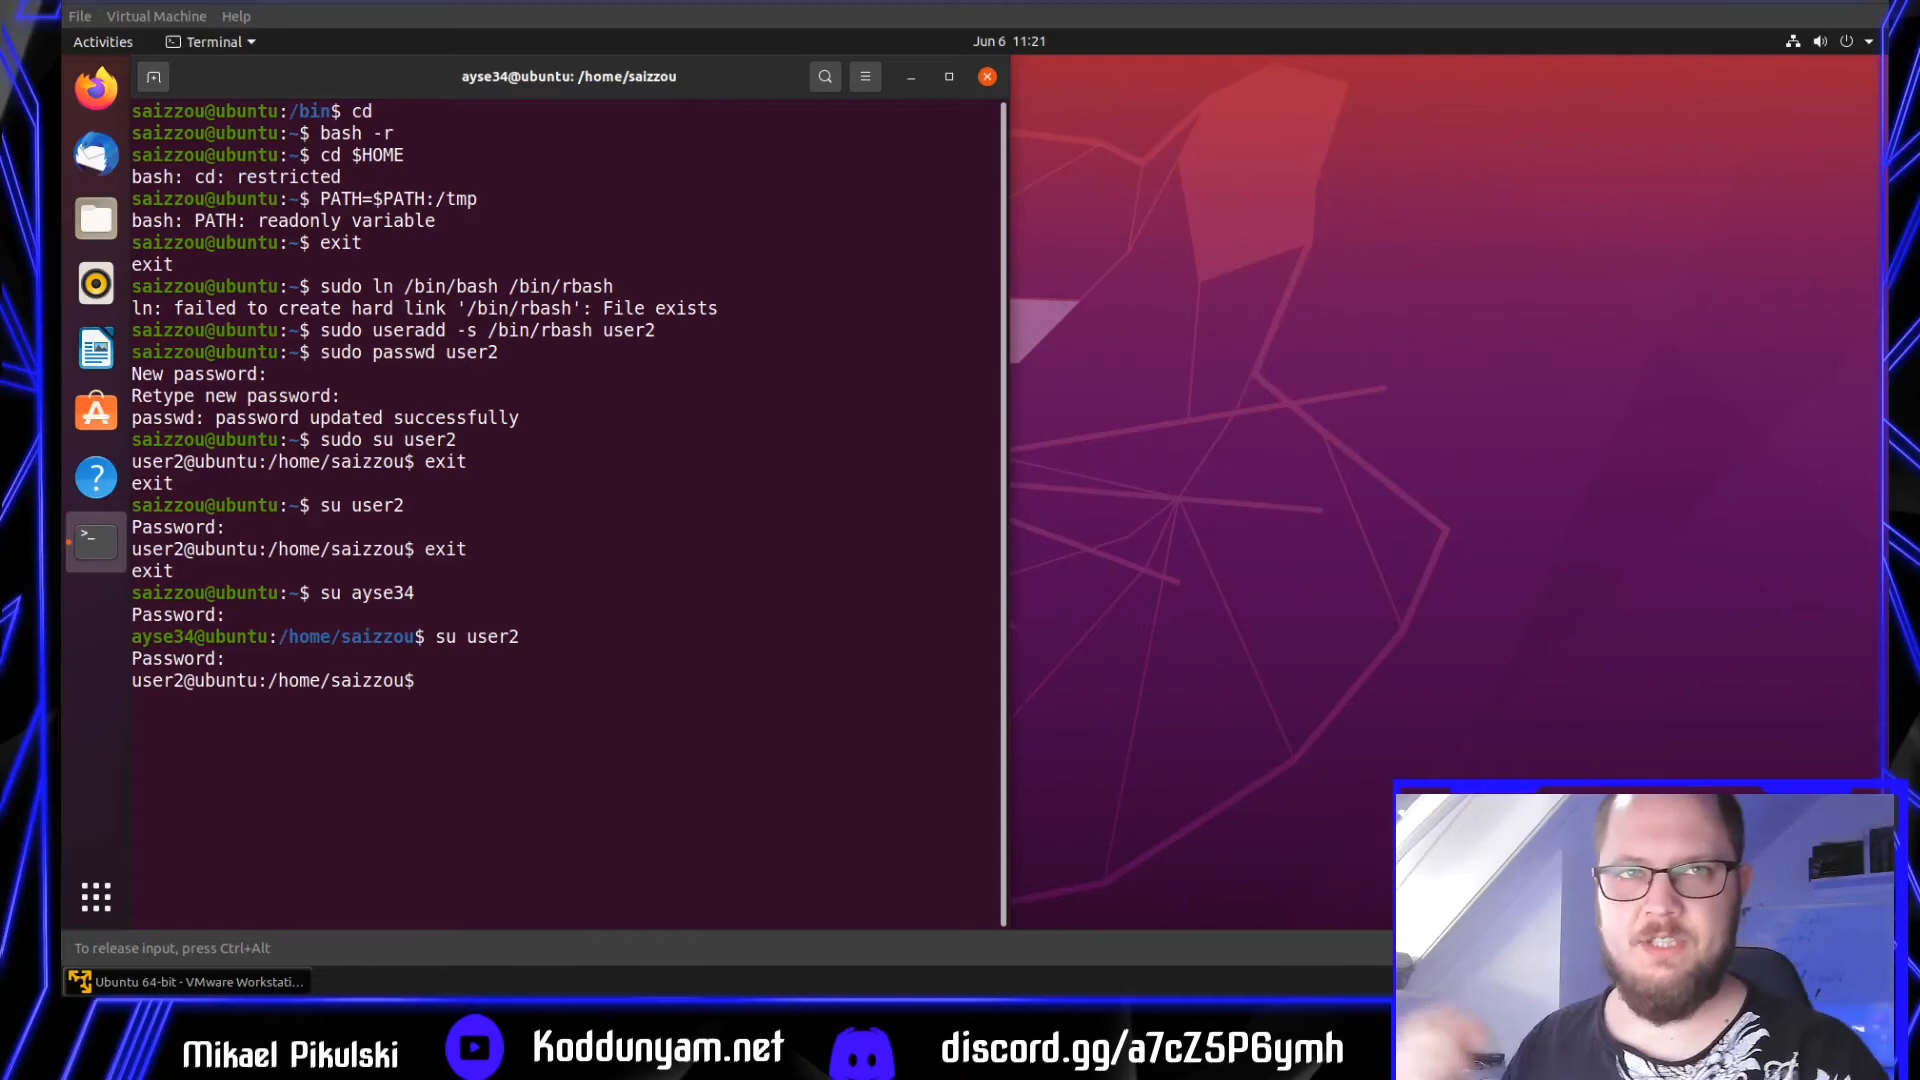 File Virtual Machine Help
Activities Terminal Jun 6 11:21
ayse34@ubuntu: /home/saizzou
saizzou@ubuntu:/bin$ cd
saizzou@ubuntu:~$ bash -r
saizzou@ubuntu:~$ cd $HOME
bash: cd: restricted
saizzou@ubuntu:~$ PATH=$PATH:/tmp
bash: PATH: readonly variable
saizzou@ubuntu:~$ exit
exit
saizzou@ubuntu:~$ sudo ln /bin/bash /bin/rbash
ln: failed to create hard link '/bin/rbash': File exists
saizzou@ubuntu:~$ sudo useradd -s /bin/rbash user2
saizzou@ubuntu:~$ sudo passwd user2
New password:
Retype new password:
passwd: password updated successfully
saizzou@ubuntu:~$ sudo su user2
user2@ubuntu:/home/saizzou$ exit
exit
saizzou@ubuntu:~$ su user2
Password:
user2@ubuntu:/home/saizzou$ exit
exit
saizzou@ubuntu:~$ su ayse34
Password:
ayse34@ubuntu:/home/saizzou$ su user2
Password:
user2@ubuntu:/home/saizzou$
To release input, press Ctrl+Alt
Ubuntu 64-bit - VMware Workstati...
Mikael Pikulski Koddunyam.net discord.gg/a7cZ5P6ymh